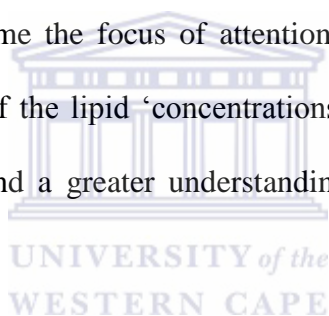 me the focus of attention
f the lipid ‘concentrations
nd a greater understandin
UNIVERSITY of the
WESTERN CAPE